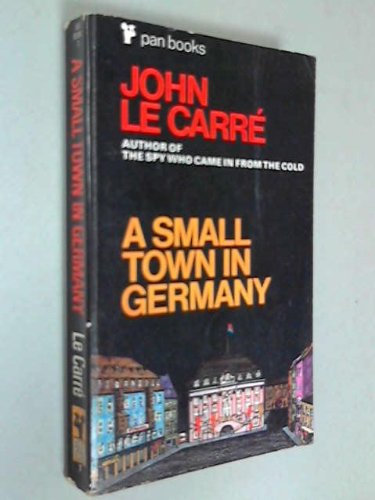 pan books
JOHN
LE CARRÉ
AUTHOR OF
THE SPY WHO CAME IN FROM THE COLD
A SMALL
TOWN IN
GERMANY
A SMALL TOWN IN GERMANY
Le Carré